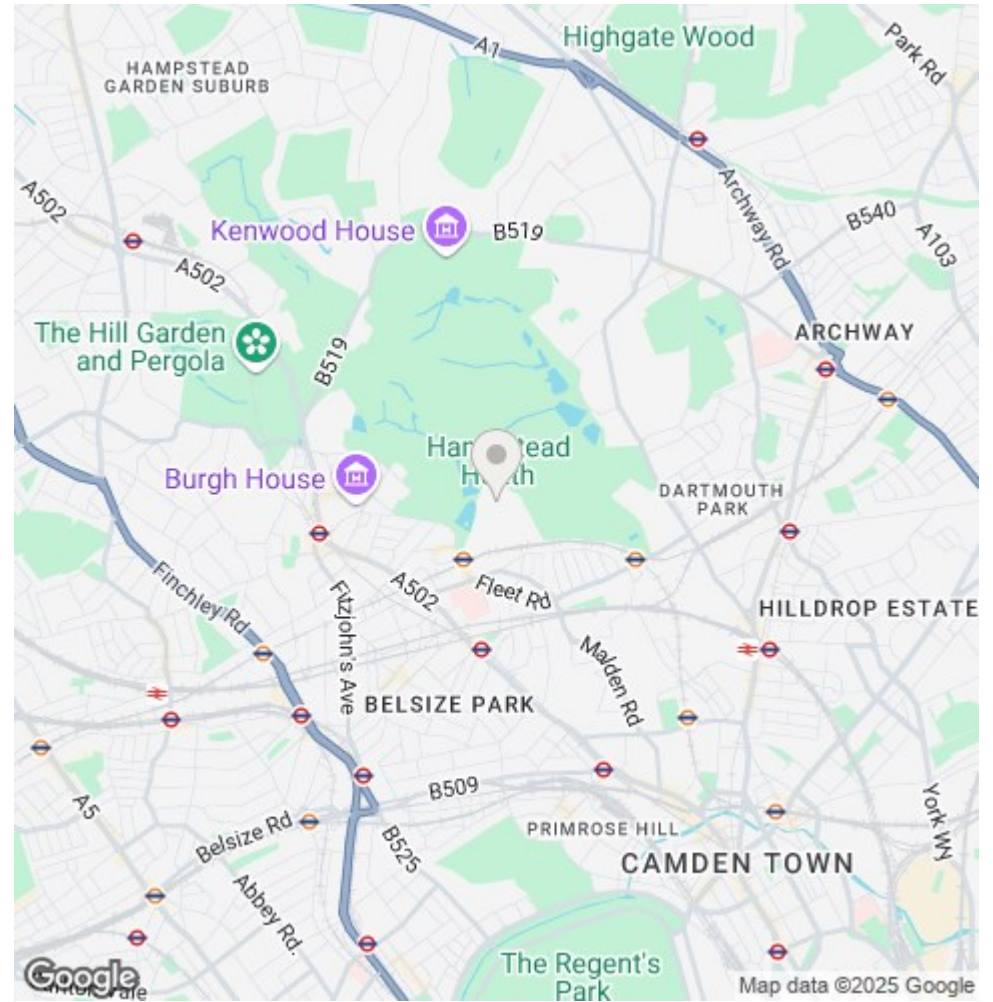 A1
Highgate Wood
Park Rd
HAMPSTEAD
GARDEN SUBURB
A502
Archway Rd
Kenwood House
B519
B540
A103
A502
The Hill Garden
and Pergola
B519
ARCHWAY
Hampstead
Heath
Burgh House
DARTMOUTH
PARK
Finchley Rd
Fitzjohn's Ave
A502
Fleet Rd
HILLDROP ESTATE
Malden Rd
BELSIZE PARK
A5
B509
York Wy
Belsize Rd
B525
PRIMROSE HILL
CAMDEN TOWN
Abbey Rd.
The Regent's
Park
Google
Map data ©2025 Google